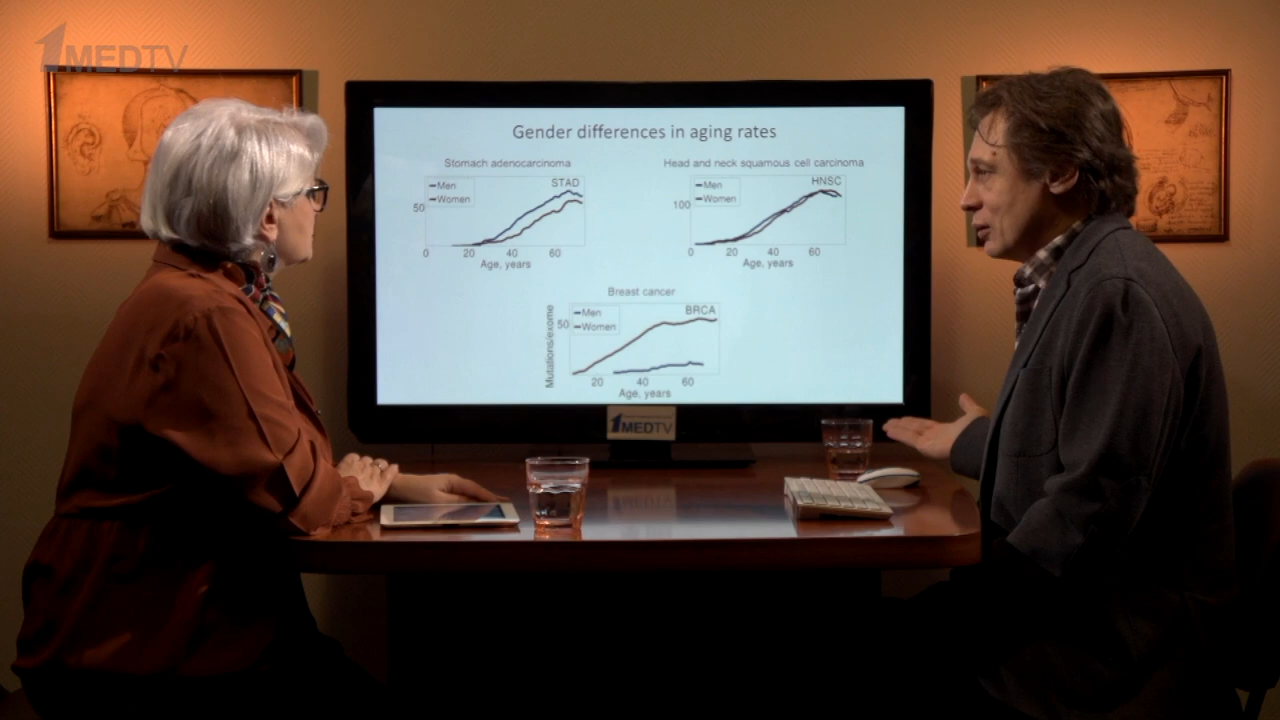 1MEDTV
Gender differences in aging rates
Stomach adenocarcinoma
Men
Women
STAD
50
0
20
40
60
Age, years
Head and neck squamous cell carcinoma
Men
Women
HNSC
100
0
20
40
60
Age, years
Breast cancer
Men
Women
BRCA
50
Mutations/exome
20
40
60
Age, years
1MEDTV